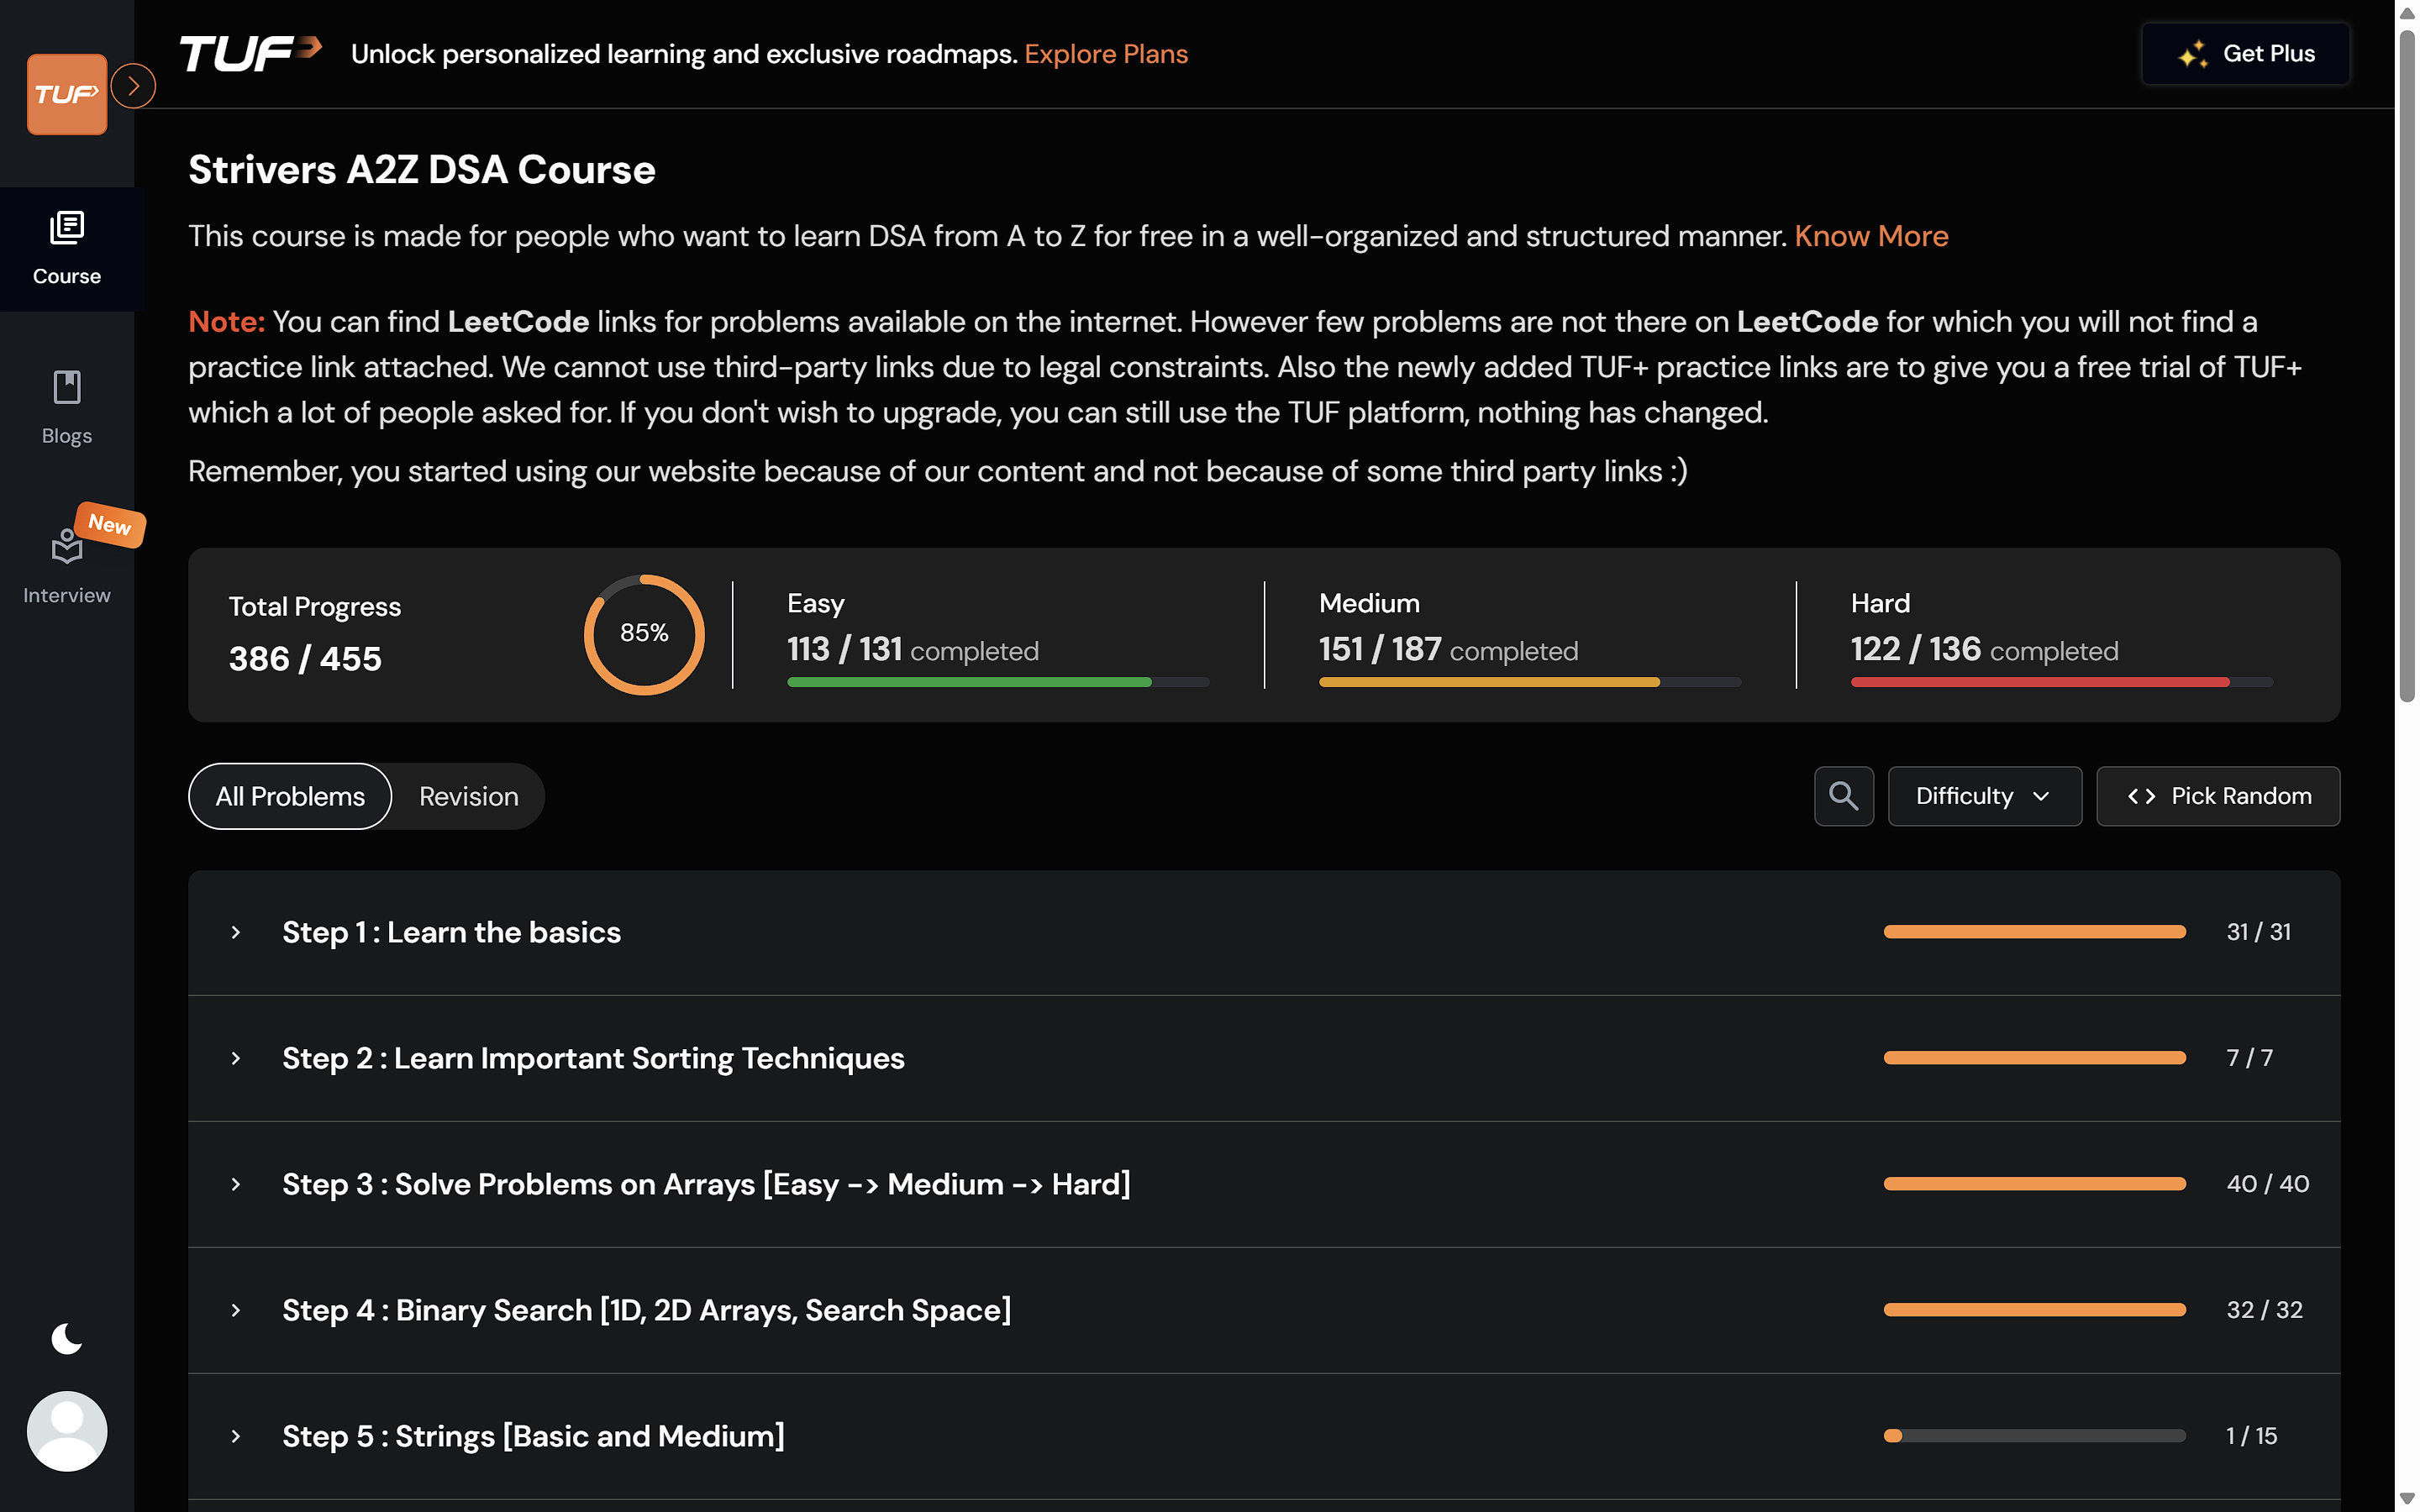 TUF
Unlock personalized learning and exclusive roadmaps. Explore Plans
Get Plus
TUF
Course
Blogs
New
Interview
Strivers A2Z DSA Course
This course is made for people who want to learn DSA from A to Z for free in a well-organized and structured manner. Know More
Note: You can find LeetCode links for problems available on the internet. However few problems are not there on LeetCode for which you will not find a
practice link attached. We cannot use third-party links due to legal constraints. Also the newly added TUF+ practice links are to give you a free trial of TUF+
which a lot of people asked for. If you don't wish to upgrade, you can still use the TUF platform, nothing has changed.
Remember, you started using our website because of our content and not because of some third party links :)
Total Progress
386 / 455
85%
Easy
113 / 131 completed
Medium
151 / 187 completed
Hard
122 / 136 completed
All Problems
Revision
Difficulty
Pick Random
Step 1 : Learn the basics
31 / 31
Step 2 : Learn Important Sorting Techniques
7 / 7
Step 3 : Solve Problems on Arrays [Easy -> Medium -> Hard]
40 / 40
Step 4 : Binary Search [1D, 2D Arrays, Search Space]
32 / 32
Step 5 : Strings [Basic and Medium]
1 / 15